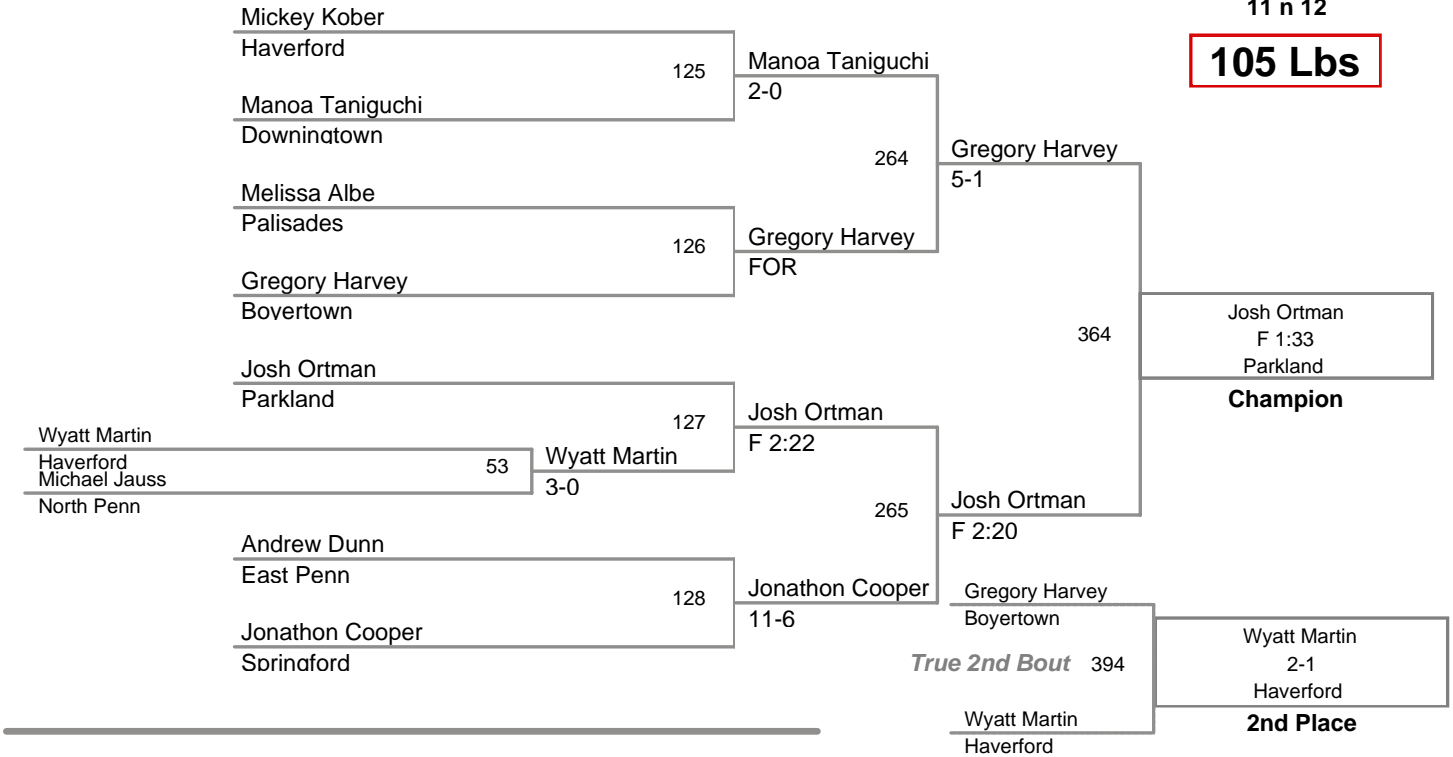 11 n 12
105 Lbs
Mickey Kober
Haverford
125
Manoa Taniguchi
Downingtown
Manoa Taniguchi
2-0
264
Melissa Albe
Palisades
126
Gregory Harvey
Boyertown
Gregory Harvey
FOR
Gregory Harvey
5-1
364
Josh Ortman
Parkland
127
Wyatt Martin
Haverford
53
Michael Jauss
North Penn
Wyatt Martin
3-0
Josh Ortman
F 2:22
265
Andrew Dunn
East Penn
128
Jonathon Cooper
Springford
Jonathon Cooper
11-6
Josh Ortman
F 2:20
Josh Ortman
F 1:33
Parkland
Champion
Gregory Harvey
Boyertown
True 2nd Bout 394
Wyatt Martin
Haverford
Wyatt Martin
2-1
Haverford
2nd Place